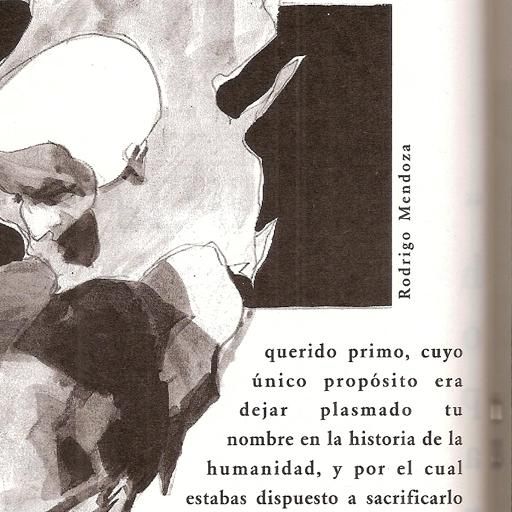 Rodrigo Mendoza
querido primo, cuyo
único propósito era
dejar plasmado tu
nombre en la historia de la
humanidad, y por el cual
estabas dispuesto a sacrificarlo